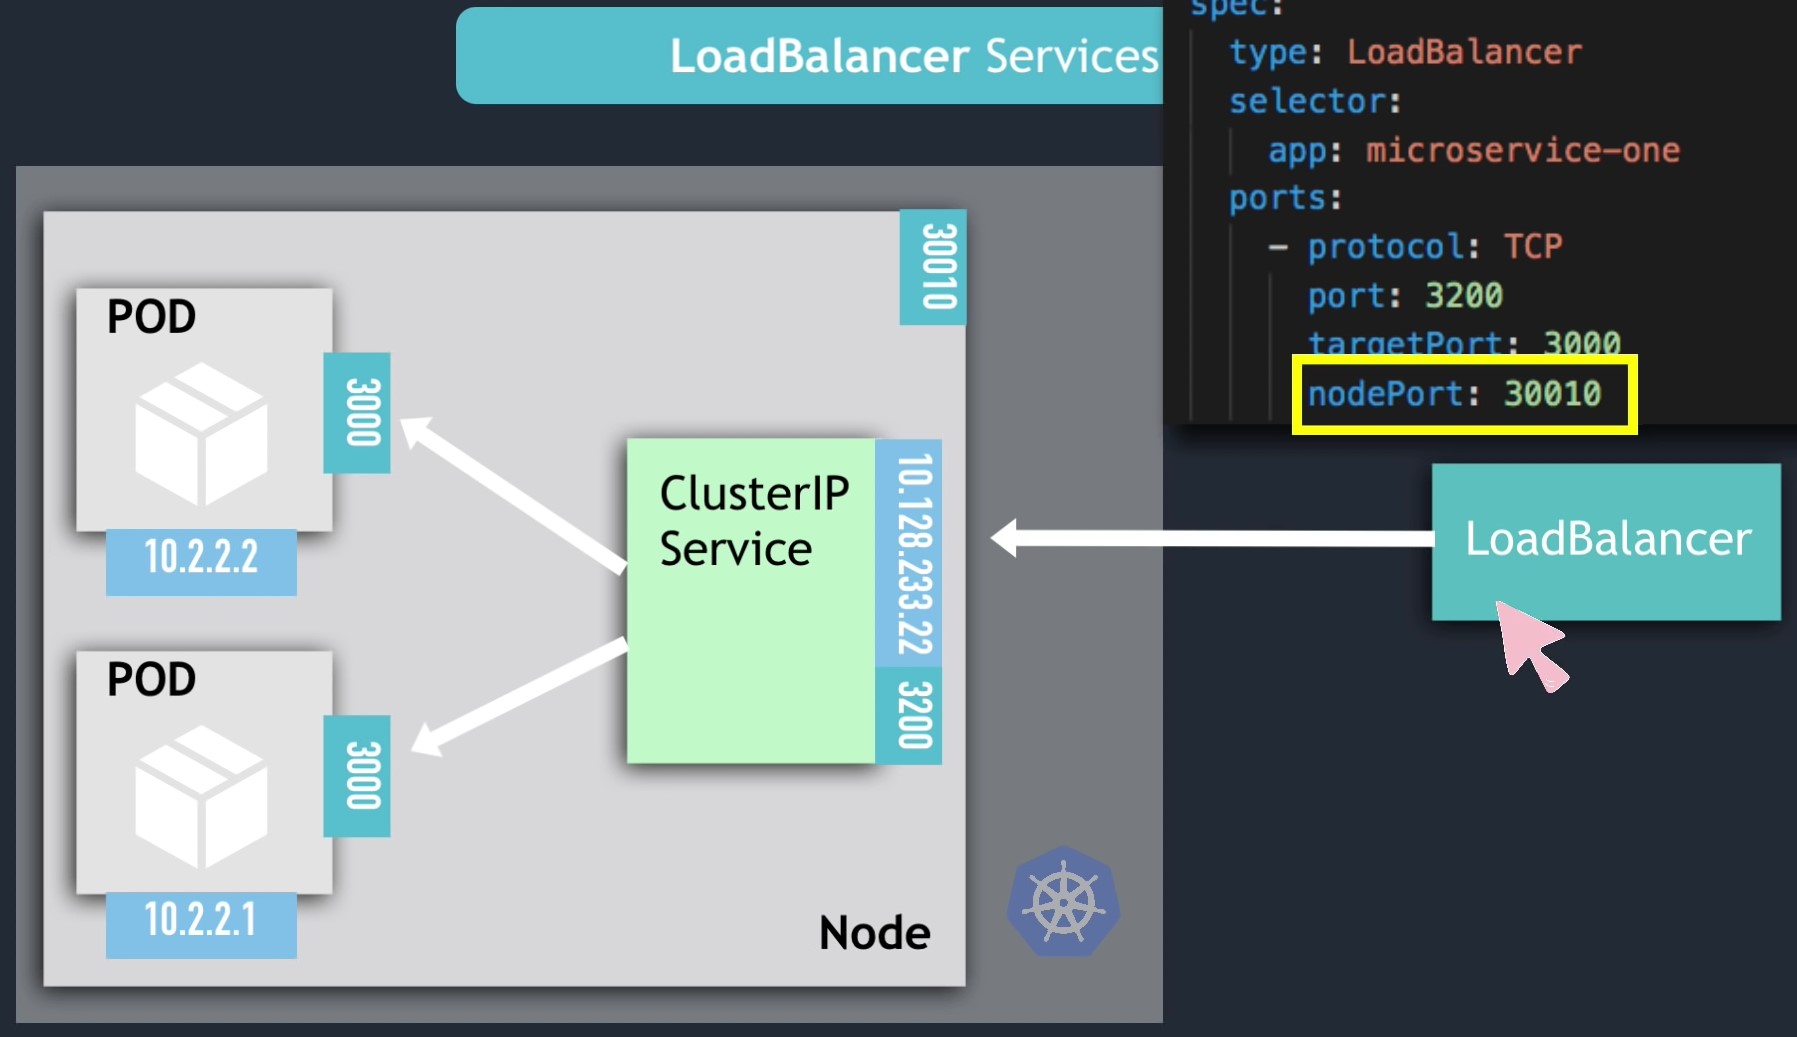 LoadBalancer Services
spec:
type: LoadBalancer
selector:
app: microservice-one
ports:
- protocol: TCP
port: 3200
targetPort: 3000
nodePort: 30010
30010
POD
3000
10.2.2.2
ClusterIP
Service
10.128.233.22
3200
LoadBalancer
POD
3000
10.2.2.1
Node